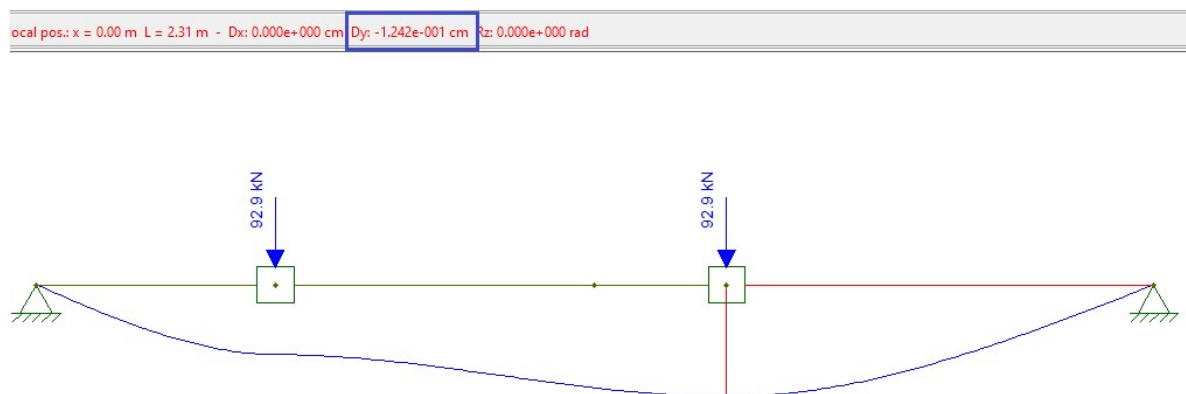 ocal pos.: x = 0.00 m L = 2.31 m - Dx: 0.000e+000 cm Dy: -1.242e-001 cm Rz: 0.000e+000 rad
92.9 kN
92.9 kN